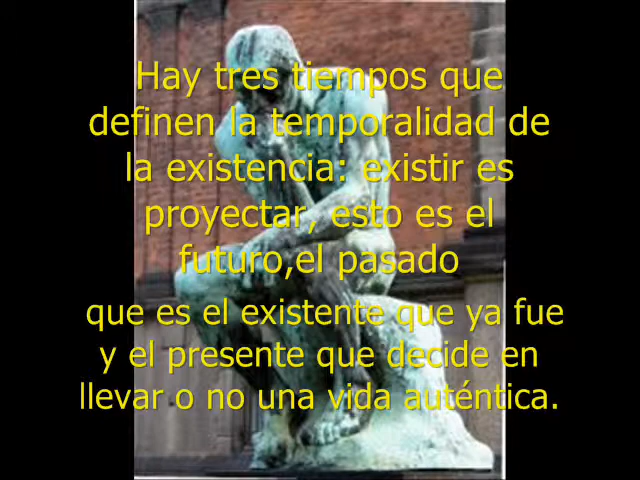 Hay tres tiempos que
definen la temporalidad de
la existencia: existir es
proyectar, esto es el
futuro,el pasado
que es el existente que ya fue
y el presente que decide en
llevar o no una vida auténtica.